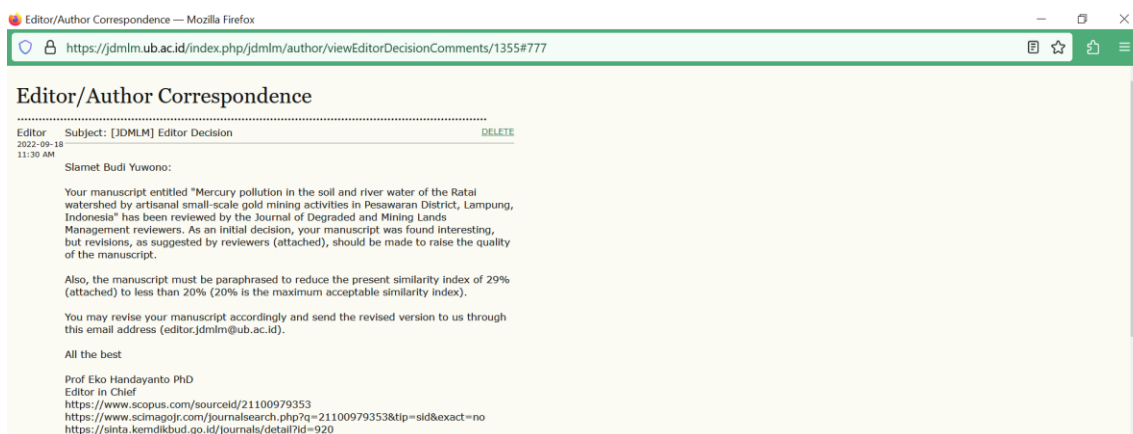 Editor/Author Correspondence — Mozilla Firefox
https://jdmlm.ub.ac.id/index.php/jdmlm/author/viewEditorDecisionComments/1355#777
Editor/Author Correspondence
Editor Subject: [JDMLM] Editor Decision DELETE
2022-09-18
11:30 AM
Slamet Budi Yuwono:
Your manuscript entitled "Mercury pollution in the soil and river water of the Ratai
watershed by artisanal small-scale gold mining activities in Pesawaran District, Lampung,
Indonesia" has been reviewed by the Journal of Degraded and Mining Lands
Management reviewers. As an initial decision, your manuscript was found interesting,
but revisions, as suggested by reviewers (attached), should be made to raise the quality
of the manuscript.
Also, the manuscript must be paraphrased to reduce the present similarity index of 29%
(attached) to less than 20% (20% is the maximum acceptable similarity index).
You may revise your manuscript accordingly and send the revised version to us through
this email address (editor.jdmlm@ub.ac.id).
All the best
Prof Eko Handayanto PhD
Editor in Chief
https://www.scopus.com/sourceid/21100979353
https://www.scimagojr.com/journalsearch.php?q=21100979353&tip=sid&exact=no
https://sinta.kemdikbud.go.id/journals/detail?id=920